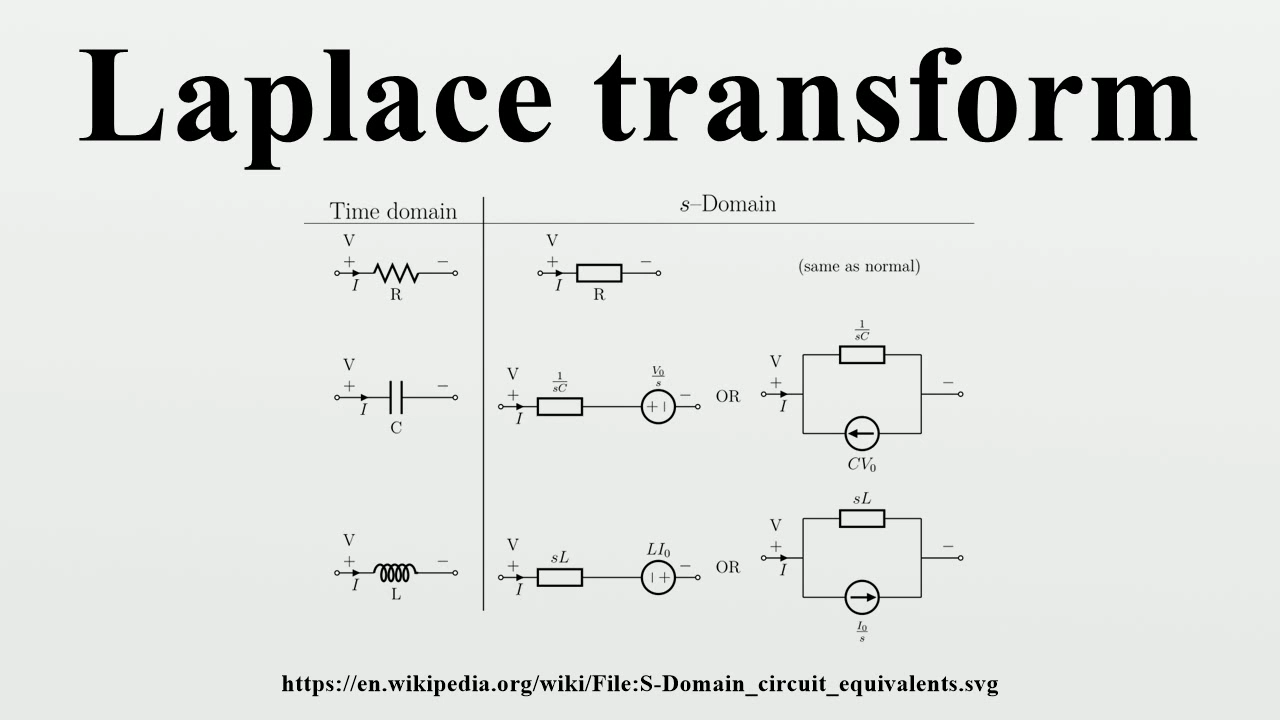 Laplace transform
Time domain
s–Domain
V
+ −
I
R
V
+ −
I
R
(same as normal)
V
+ −
I
C
V
+ −
I
1/sC
V₀/s
+ I
OR
V
+ −
I
1/sC
CV₀
V
+ −
I
L
V
+ −
I
sL
LI₀
I +
OR
V
+ −
I
sL
I₀/s
https://en.wikipedia.org/wiki/File:S-Domain_circuit_equivalents.svg